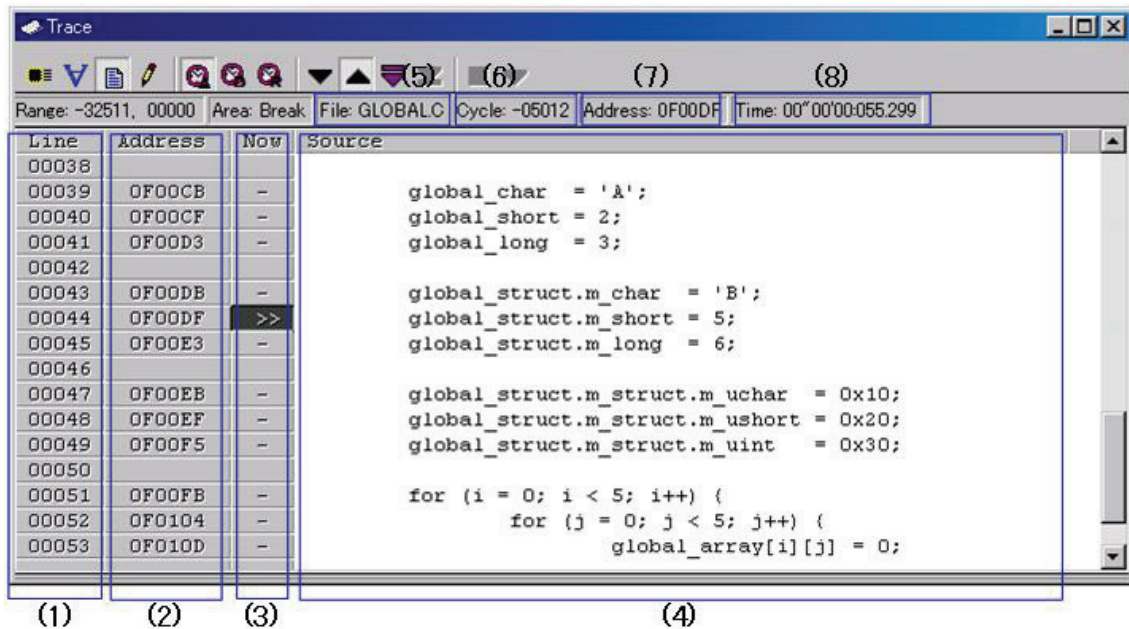 Trace
(5) (6) (7) (8)
Range: -32511, 00000 Area: Break File: GLOBAL.C Cycle: -05012 Address: 0F00DF Time: 00"00'00:055.299
Line Address Now Source
00038
00039 0F00CB - global_char = 'A';
00040 0F00CF - global_short = 2;
00041 0F00D3 - global_long = 3;
00042
00043 0F00DB - global_struct.m_char = 'B';
00044 0F00DF >> global_struct.m_short = 5;
00045 0F00E3 - global_struct.m_long = 6;
00046
00047 0F00EB - global_struct.m_struct.m_uchar = 0x10;
00048 0F00EF - global_struct.m_struct.m_ushort = 0x20;
00049 0F00F5 - global_struct.m_struct.m_uint = 0x30;
00050
00051 0F00FB - for (i = 0; i < 5; i++) {
00052 0F0104 - for (j = 0; j < 5; j++) {
00053 0F010D - global_array[i][j] = 0;
(1) (2) (3) (4)